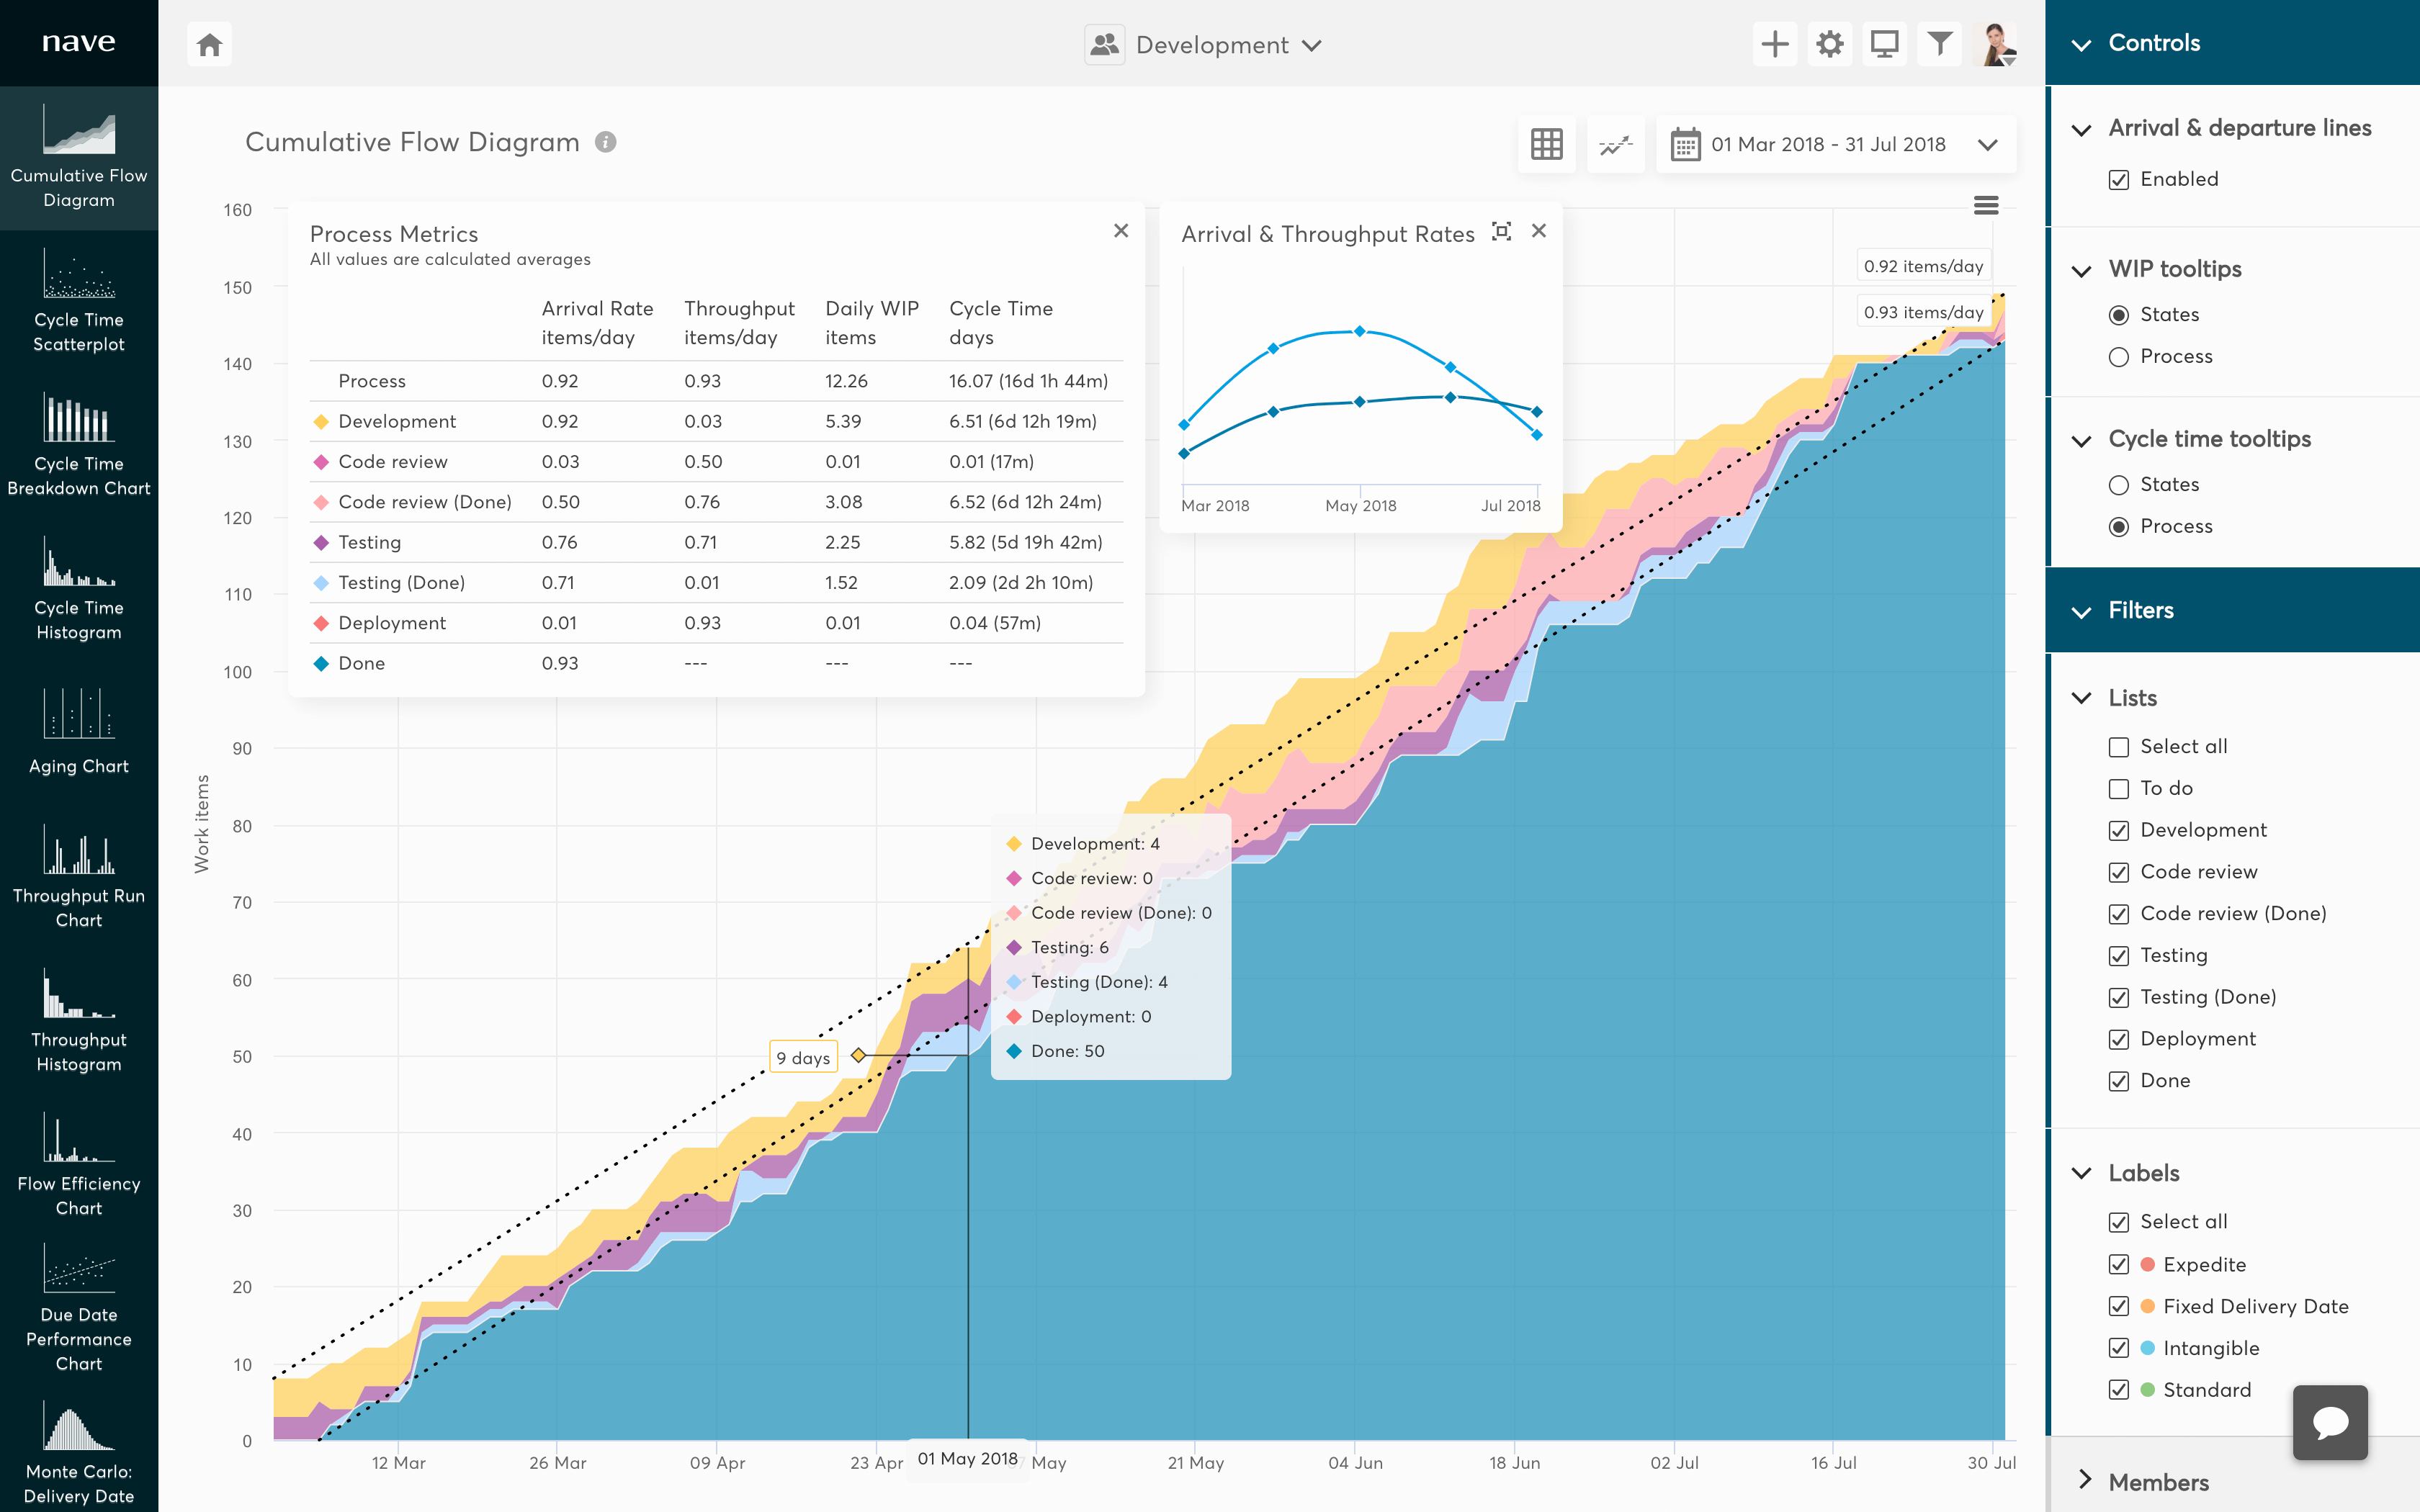 nave
Cumulative Flow
Diagram
Cycle Time
Scatterplot
Cycle Time
Breakdown Chart
Cycle Time
Histogram
Aging Chart
Throughput Run
Chart
Throughput
Histogram
Flow Efficiency
Chart
Due Date
Performance
Chart
Monte Carlo:
Delivery Date
Development
Cumulative Flow Diagram i
01 Mar 2018 - 31 Jul 2018
Process Metrics
All values are calculated averages
Arrival Rate items/day Throughput items/day Daily WIP items Cycle Time days
Process 0.92 0.93 12.26 16.07 (16d 1h 44m)
Development 0.92 0.03 5.39 6.51 (6d 12h 19m)
Code review 0.03 0.50 0.01 0.01 (17m)
Code review (Done) 0.50 0.76 3.08 6.52 (6d 12h 24m)
Testing 0.76 0.71 2.25 5.82 (5d 19h 42m)
Testing (Done) 0.71 0.01 1.52 2.09 (2d 2h 10m)
Deployment 0.01 0.93 0.01 0.04 (57m)
Done 0.93 --- --- ---
Arrival & Throughput Rates
Mar 2018 May 2018 Jul 2018
0.92 items/day
0.93 items/day
Work items
160
150
140
130
120
110
100
90
80
70
60
50
40
30
20
10
0
9 days
Development: 4
Code review: 0
Code review (Done): 0
Testing: 6
Testing (Done): 4
Deployment: 0
Done: 50
12 Mar 26 Mar 09 Apr 23 Apr 01 May 2018 7 May 21 May 04 Jun 18 Jun 02 Jul 16 Jul 30 Jul
Controls
Arrival & departure lines
Enabled
WIP tooltips
States
Process
Cycle time tooltips
States
Process
Filters
Lists
Select all
To do
Development
Code review
Code review (Done)
Testing
Testing (Done)
Deployment
Done
Labels
Select all
Expedite
Fixed Delivery Date
Intangible
Standard
Members